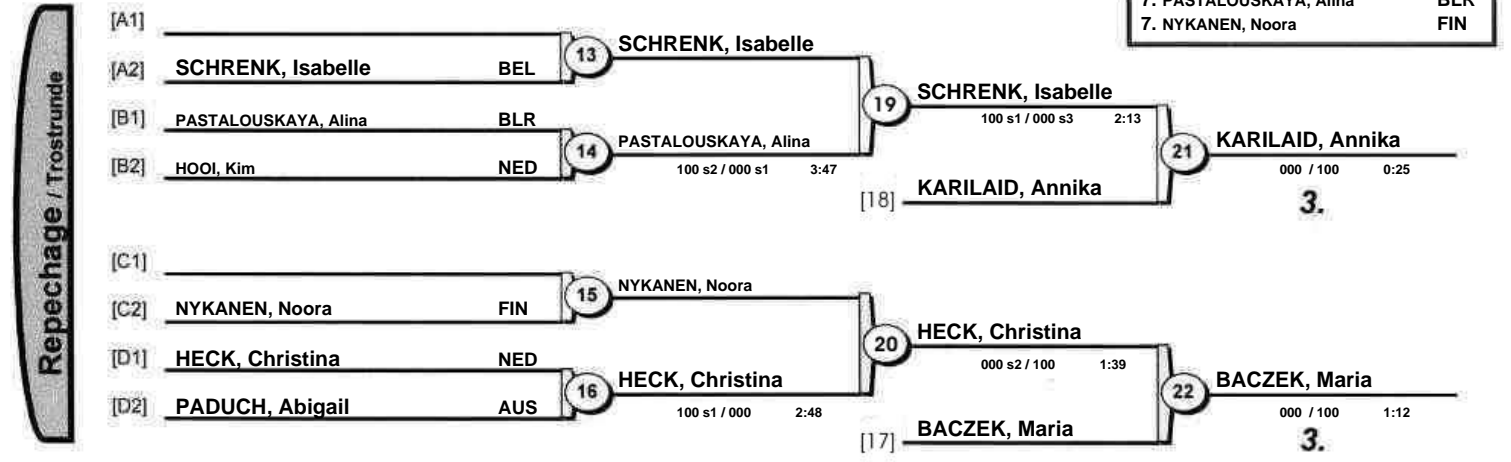 7. PASTALOUSKAYA, Alina BLR
7. NYKANEN, Noora FIN
Repechage / Trostrunde
[A1]
[A2] SCHRENK, Isabelle BEL
13 SCHRENK, Isabelle
[B1] PASTALOUSKAYA, Alina BLR
[B2] HOOI, Kim NED
14 PASTALOUSKAYA, Alina
100 s2 / 000 s1 3:47
19 SCHRENK, Isabelle
100 s1 / 000 s3 2:13
[18] KARILAID, Annika
21 KARILAID, Annika
000 / 100 0:25
3.
[C1]
[C2] NYKANEN, Noora FIN
15 NYKANEN, Noora
[D1] HECK, Christina NED
[D2] PADUCH, Abigail AUS
16 HECK, Christina
100 s1 / 000 2:48
20 HECK, Christina
000 s2 / 100 1:39
[17] BACZEK, Maria
22 BACZEK, Maria
000 / 100 1:12
3.